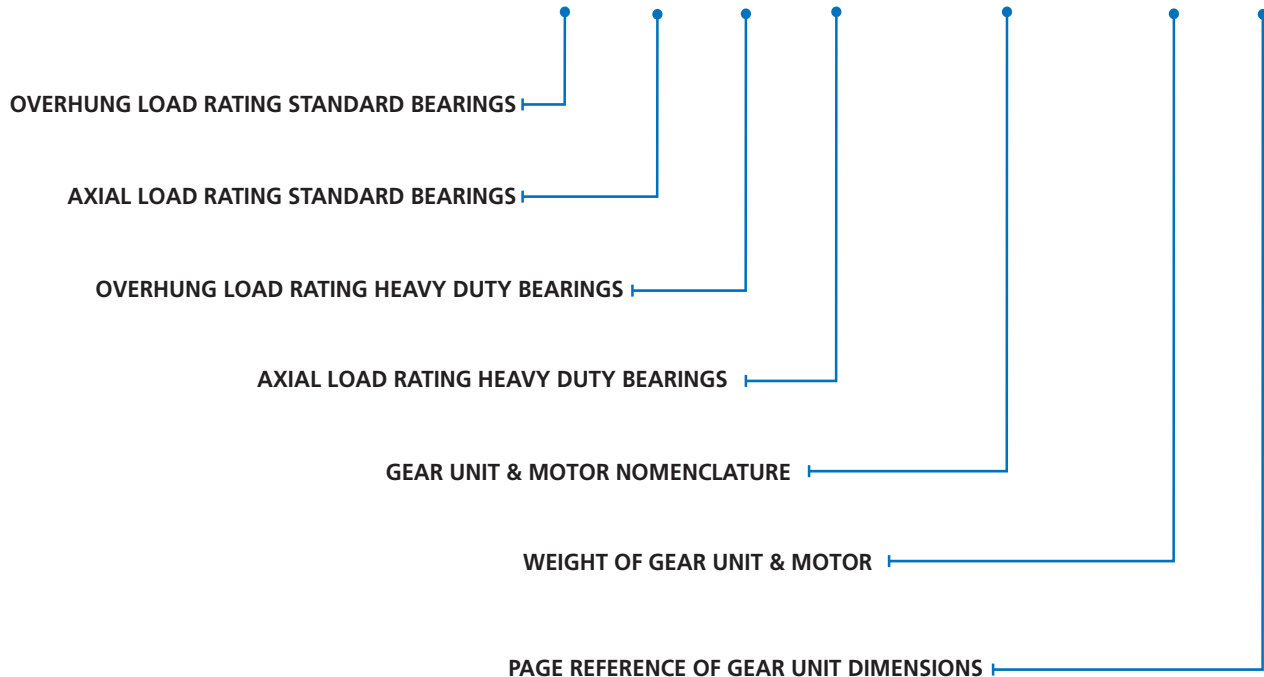 OVERHUNG LOAD RATING STANDARD BEARINGS
AXIAL LOAD RATING STANDARD BEARINGS
OVERHUNG LOAD RATING HEAVY DUTY BEARINGS
AXIAL LOAD RATING HEAVY DUTY BEARINGS
GEAR UNIT & MOTOR NOMENCLATURE
WEIGHT OF GEAR UNIT & MOTOR
PAGE REFERENCE OF GEAR UNIT DIMENSIONS